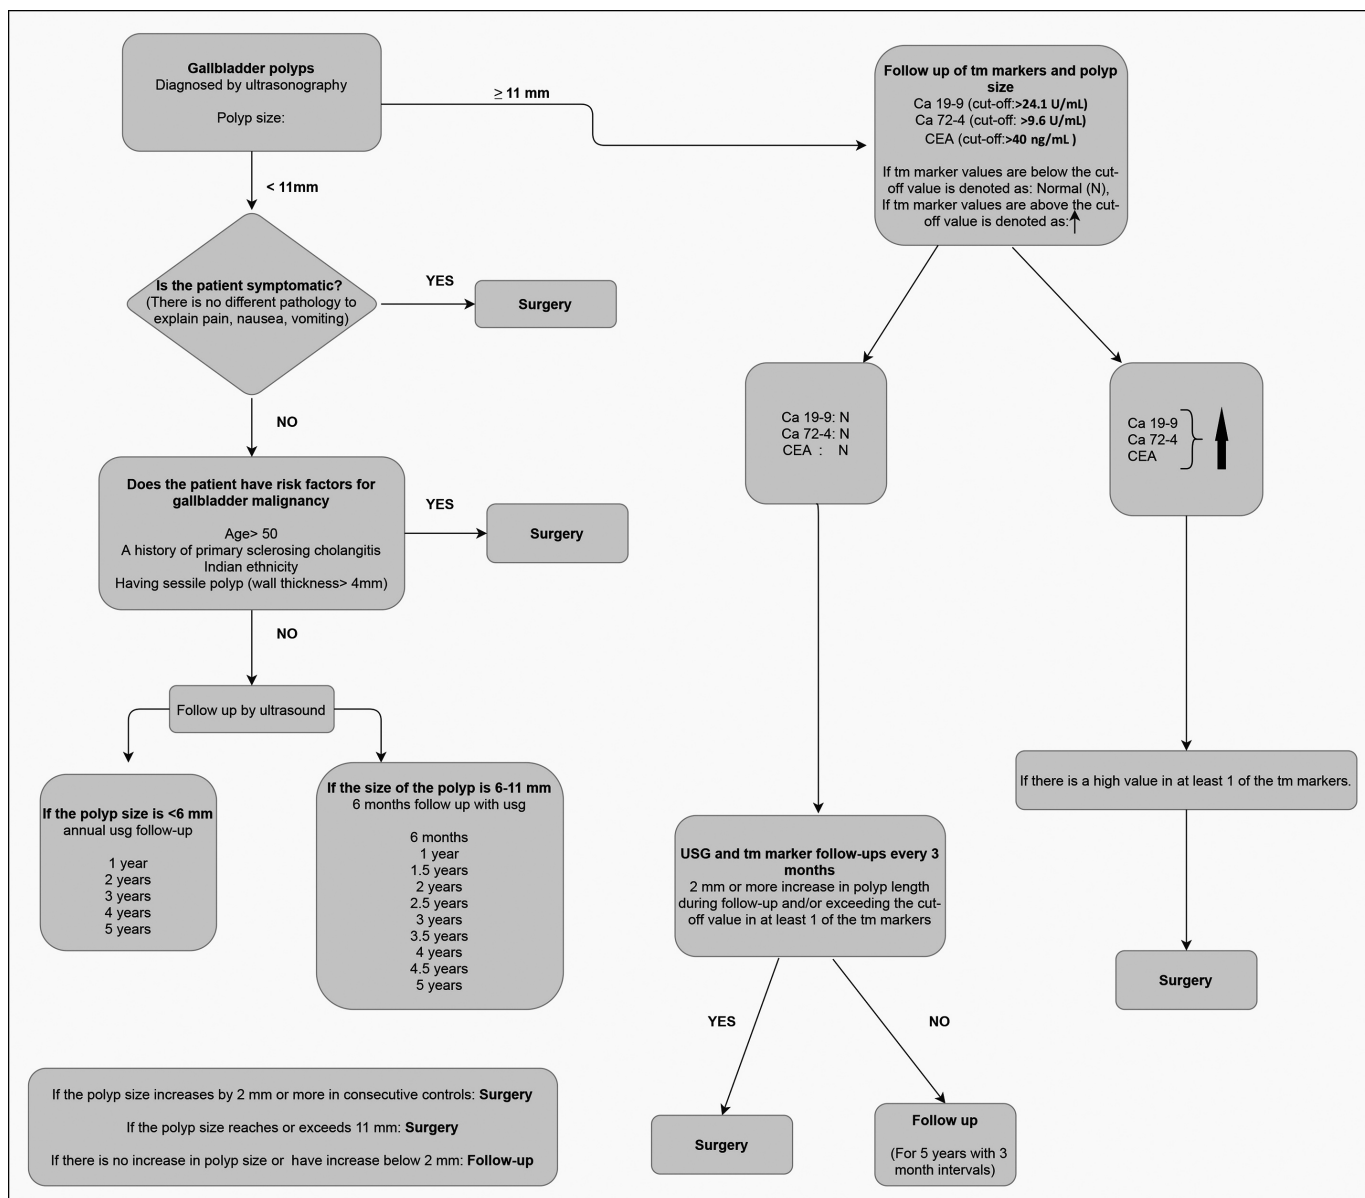 Gallbladder polyps
Diagnosed by ultrasonography
Polyp size:
≥ 11 mm
< 11mm
Follow up of tm markers and polyp
size
Ca 19-9 (cut-off:>24.1 U/mL)
Ca 72-4 (cut-off: >9.6 U/mL)
CEA (cut-off:>40 ng/mL )
If tm marker values are below the cut-
off value is denoted as: Normal (N),
If tm marker values are above the cut-
off value is denoted as:↑
Is the patient symptomatic?
(There is no different pathology to
explain pain, nausea, vomiting)
YES
Surgery
NO
Does the patient have risk factors for
gallbladder malignancy
Age> 50
A history of primary sclerosing cholangitis
Indian ethnicity
Having sessile polyp (wall thickness> 4mm)
YES
Surgery
NO
Follow up by ultrasound
If the polyp size is <6 mm
annual usg follow-up
1 year
2 years
3 years
4 years
5 years
If the size of the polyp is 6-11 mm
6 months follow up with usg
6 months
1 year
1.5 years
2 years
2.5 years
3 years
3.5 years
4 years
4.5 years
5 years
If the polyp size increases by 2 mm or more in consecutive controls: Surgery
If the polyp size reaches or exceeds 11 mm: Surgery
If there is no increase in polyp size or have increase below 2 mm: Follow-up
Ca 19-9: N
Ca 72-4: N
CEA : N
USG and tm marker follow-ups every 3
months
2 mm or more increase in polyp length
during follow-up and/or exceeding the cut-
off value in at least 1 of the tm markers
YES
NO
Surgery
Follow up
(For 5 years with 3
month intervals)
Ca 19-9
Ca 72-4
CEA
If there is a high value in at least 1 of the tm markers.
Surgery